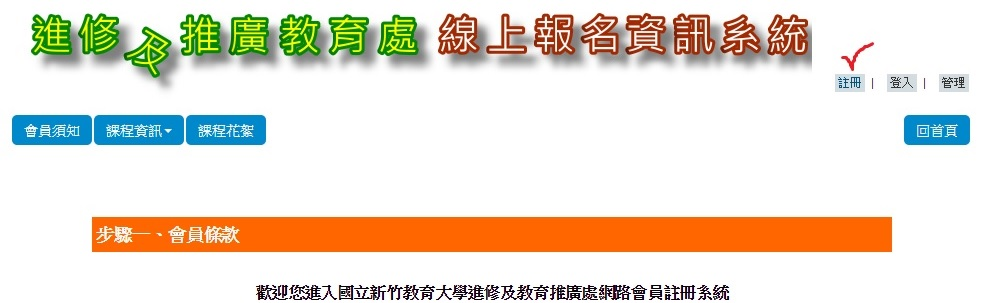 進修及推廣教育處 線上報名資訊系統
註冊 | 登入 | 管理
會員須知 課程資訊 課程花絮 回首頁
步驟一、會員條款
歡迎您進入國立新竹教育大學進修及教育推廣處網路會員註冊系統